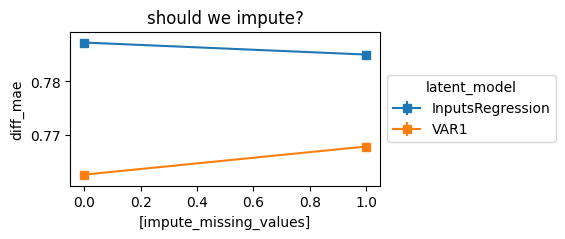 should we impute?
diff_mae
0.78
0.77
0.0 0.2 0.4 0.6 0.8 1.0
[impute_missing_values]
latent_model
InputsRegression
VAR1